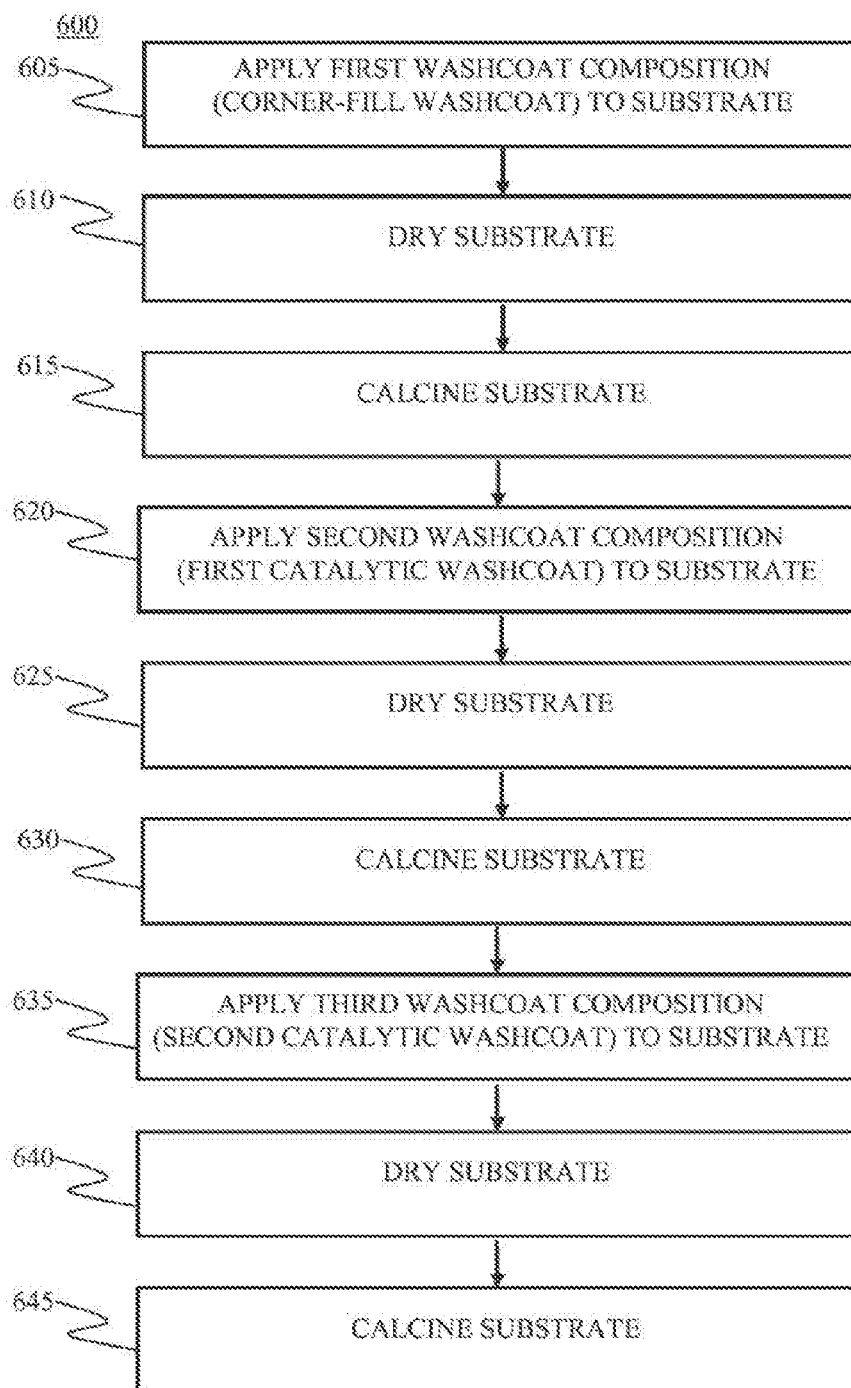 600
605
APPLY FIRST WASHCOAT COMPOSITION
(CORNER-FILL WASHCOAT) TO SUBSTRATE
610
DRY SUBSTRATE
615
CALCINE SUBSTRATE
620
APPLY SECOND WASHCOAT COMPOSITION
(FIRST CATALYTIC WASHCOAT) TO SUBSTRATE
625
DRY SUBSTRATE
630
CALCINE SUBSTRATE
635
APPLY THIRD WASHCOAT COMPOSITION
(SECOND CATALYTIC WASHCOAT) TO SUBSTRATE
640
DRY SUBSTRATE
645
CALCINE SUBSTRATE